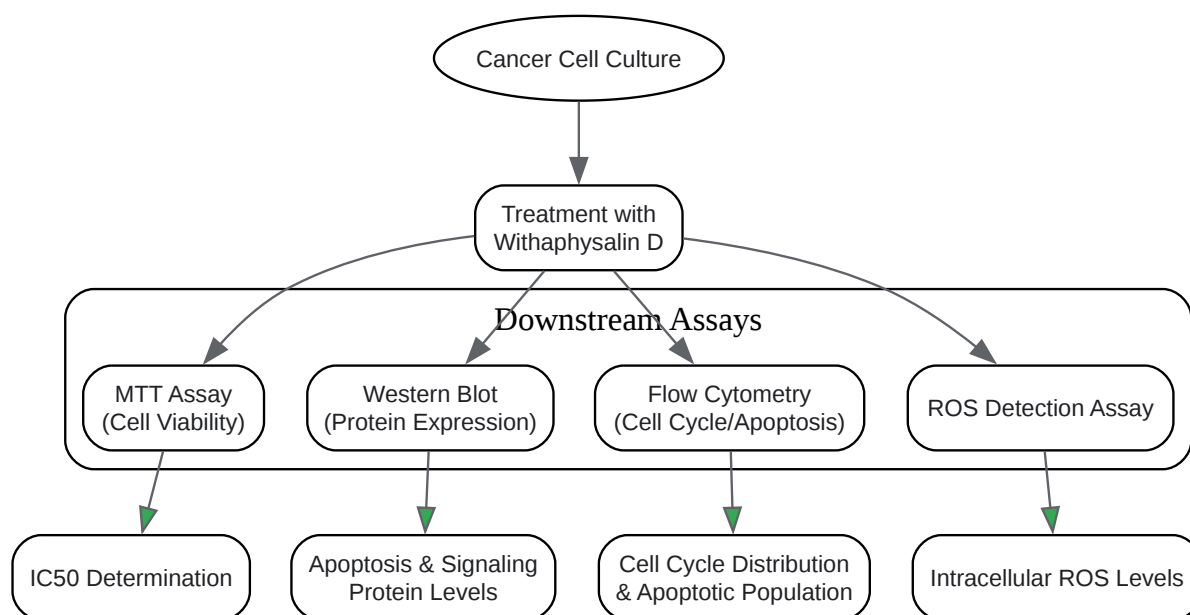 Cancer Cell Culture
Treatment with
Withaphysalin D
Downstream Assays
MTT Assay
(Cell Viability)
Western Blot
(Protein Expression)
Flow Cytometry
(Cell Cycle/Apoptosis)
ROS Detection Assay
IC50 Determination
Apoptosis & Signaling
Protein Levels
Cell Cycle Distribution
& Apoptotic Population
Intracellular ROS Levels